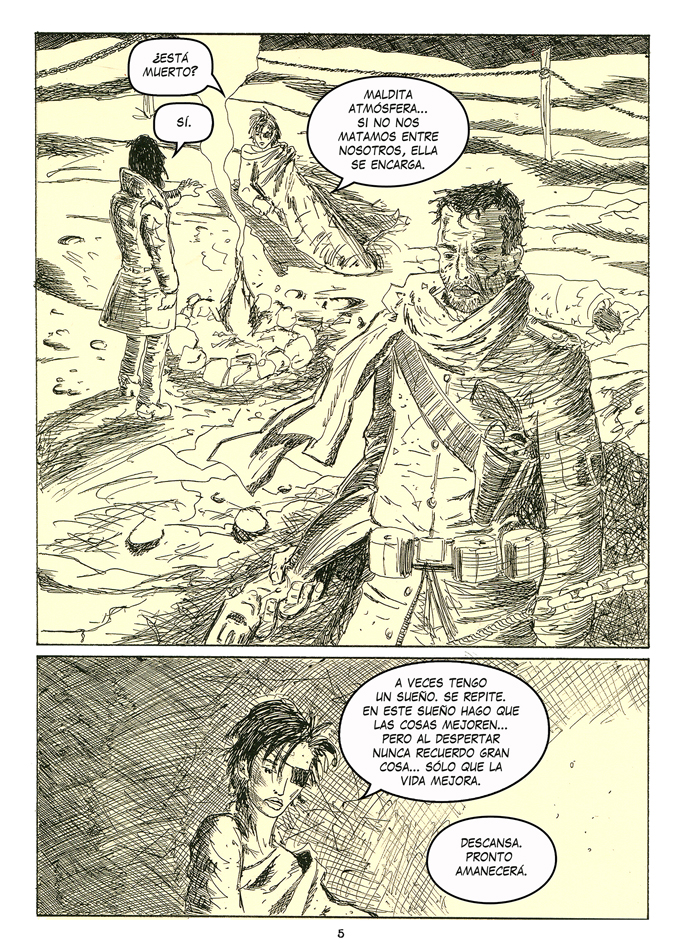 ¿ESTÁ
MUERTO?
SÍ.
MALDITA
ATMÓSFERA...
SI NO NOS
MATAMOS ENTRE
NOSOTROS, ELLA
SE ENCARGA.
A VECES TENGO
UN SUEÑO. SE REPITE.
EN ESTE SUEÑO HAGO QUE
LAS COSAS MEJOREN...
PERO AL DESPERTAR
NUNCA RECUERDO GRAN
COSA... SÓLO QUE LA
VIDA MEJORA.
DESCANSA.
PRONTO
AMANECERÁ.
5